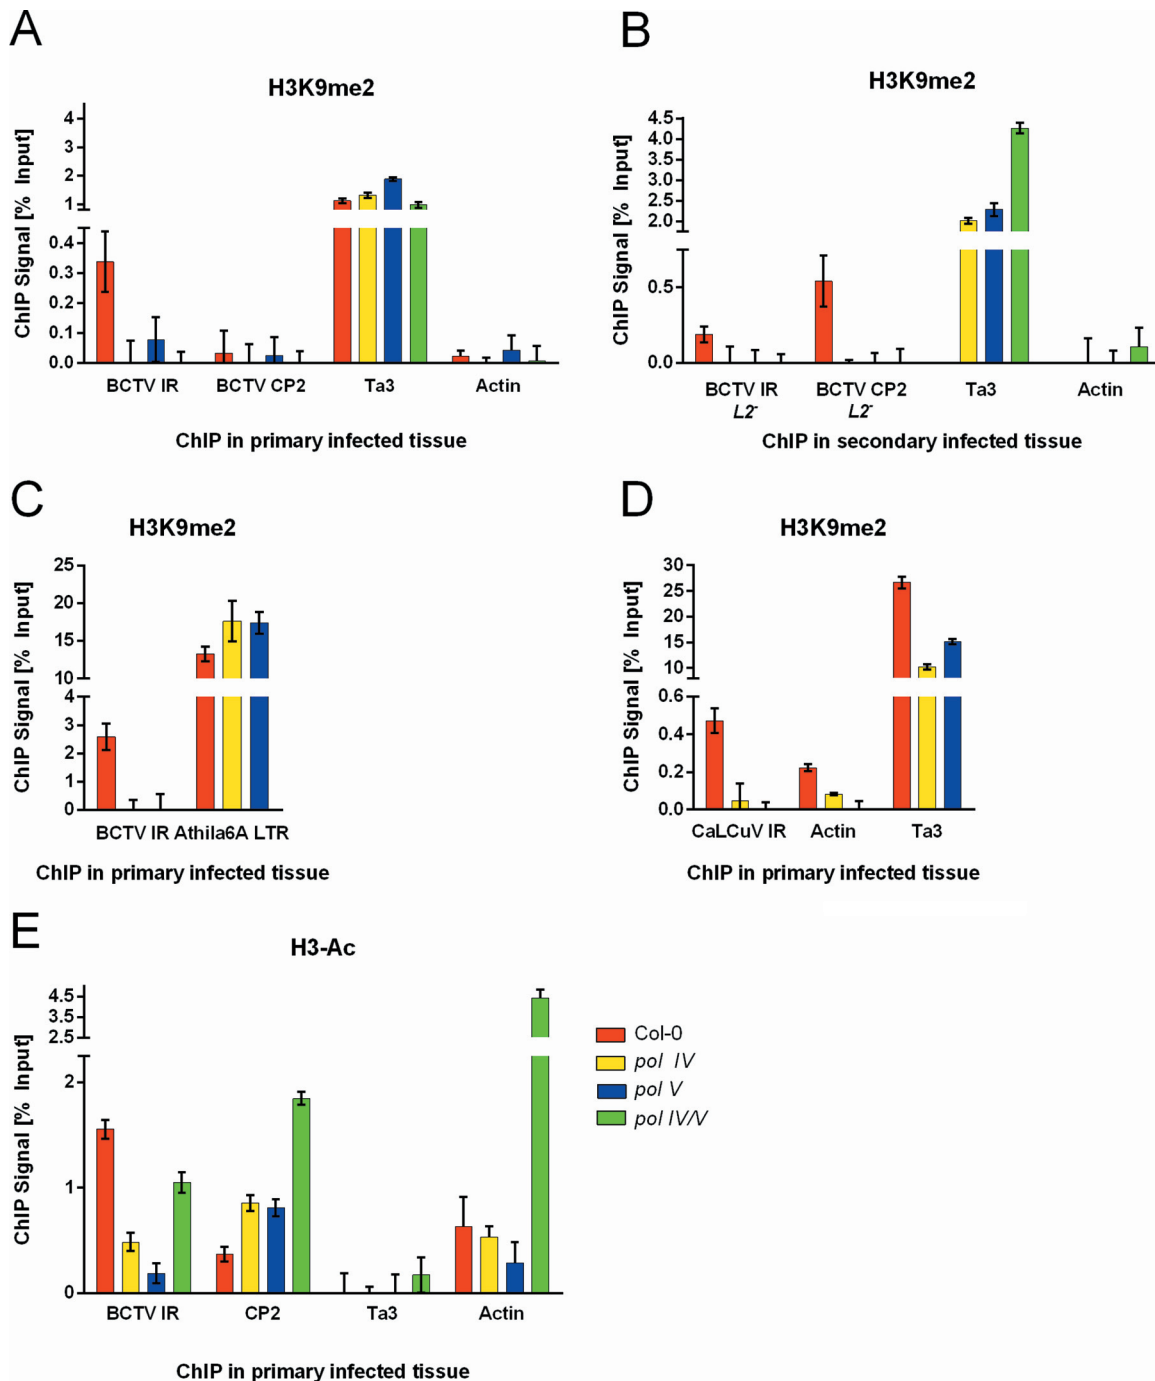 A
H3K9me2
ChIP Signal [% Input]
4
3
2
1
0.4
0.3
0.2
0.1
0.0
BCTV IR
BCTV CP2
Ta3
Actin
ChIP in primary infected tissue
B
H3K9me2
ChIP Signal [% Input]
4.5
4.0
3.5
3.0
2.5
2.0
0.5
0.0
BCTV IR
L2-
BCTV CP2
L2-
Ta3
Actin
ChIP in secondary infected tissue
C
H3K9me2
ChIP Signal [% Input]
25
20
15
10
4
3
2
1
0
BCTV IR
Athila6A LTR
ChIP in primary infected tissue
D
H3K9me2
ChIP Signal [% Input]
30
25
20
15
10
0.6
0.4
0.2
0.0
CaLCuV IR
Actin
Ta3
ChIP in primary infected tissue
E
H3-Ac
ChIP Signal [% Input]
4.5
3.5
2.5
2
1
0
BCTV IR
CP2
Ta3
Actin
ChIP in primary infected tissue
Col-0
pol IV
pol V
pol IV/V